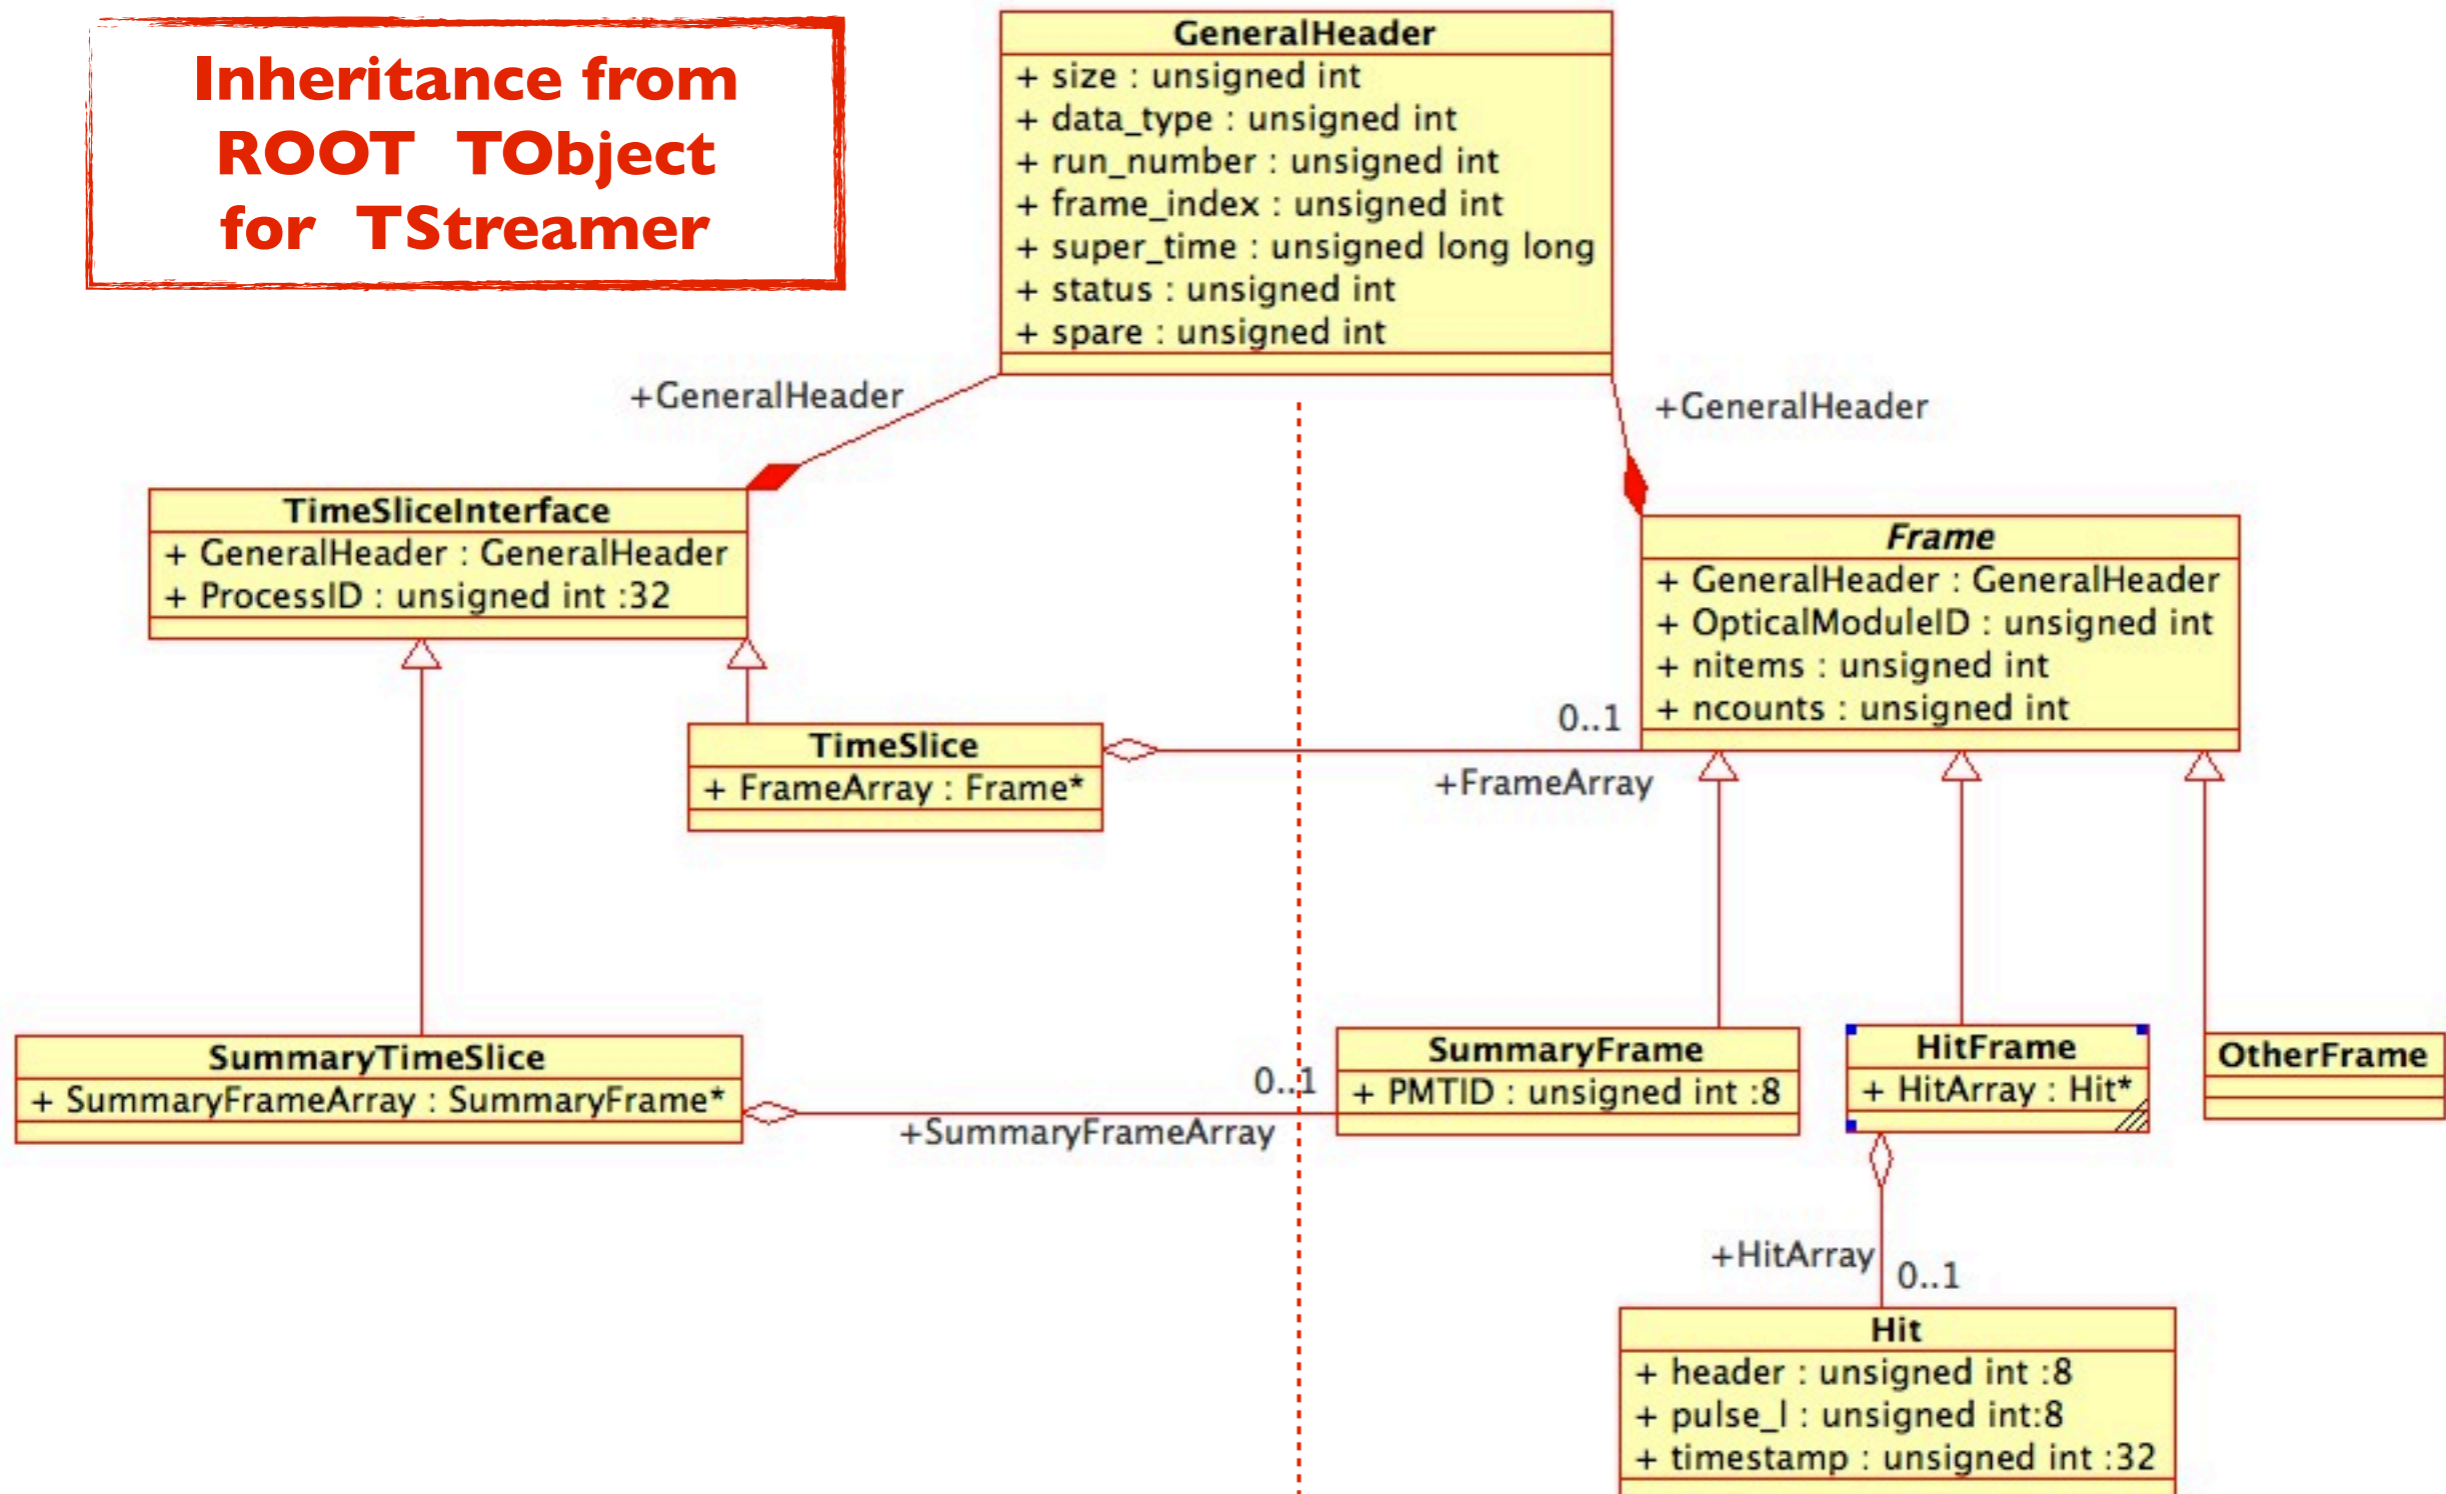 Inheritance from
ROOT TObject
for TStreamer
GeneralHeader
+ size : unsigned int
+ data_type : unsigned int
+ run_number : unsigned int
+ frame_index : unsigned int
+ super_time : unsigned long long
+ status : unsigned int
+ spare : unsigned int
+GeneralHeader
+GeneralHeader
TimeSliceInterface
+ GeneralHeader : GeneralHeader
+ ProcessID : unsigned int :32
Frame
+ GeneralHeader : GeneralHeader
+ OpticalModuleID : unsigned int
+ nitems : unsigned int
+ ncounts : unsigned int
TimeSlice
+ FrameArray : Frame*
0..1
+FrameArray
SummaryTimeSlice
+ SummaryFrameArray : SummaryFrame*
0..1
+SummaryFrameArray
SummaryFrame
+ PMTID : unsigned int :8
HitFrame
+ HitArray : Hit*
OtherFrame
+HitArray
0..1
Hit
+ header : unsigned int :8
+ pulse_l : unsigned int:8
+ timestamp : unsigned int :32